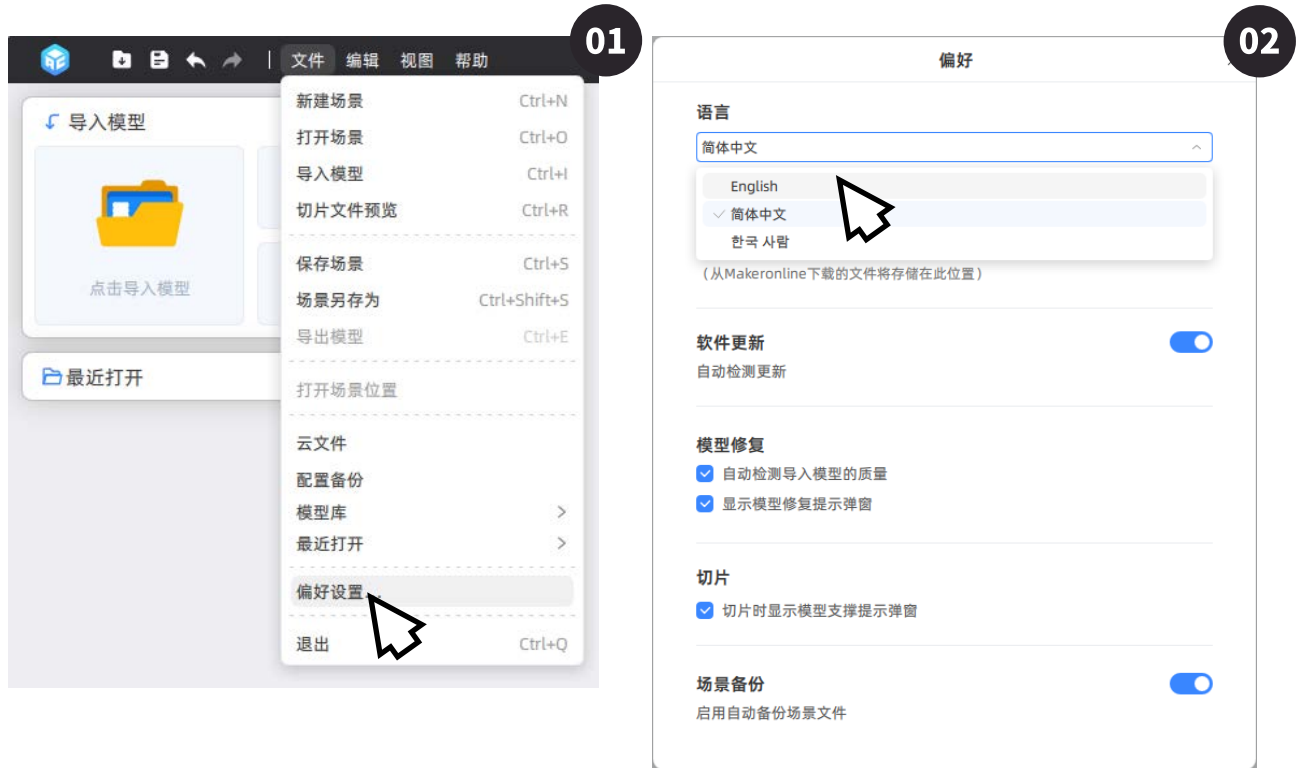 01
文件 编辑 视图 帮助
导入模型
点击导入模型
最近打开
新建场景 Ctrl+N
打开场景 Ctrl+O
导入模型 Ctrl+I
切片文件预览 Ctrl+R
保存场景 Ctrl+S
场景另存为 Ctrl+Shift+S
导出模型 Ctrl+E
打开场景位置
云文件
配置备份
模型库
最近打开
偏好设置...
退出 Ctrl+Q
02
偏好
语言
简体中文
English
简体中文
한국 사람
(从Makeronline下载的文件将存储在此位置)
软件更新
自动检测更新
模型修复
自动检测导入模型的质量
显示模型修复提示弹窗
切片
切片时显示模型支撑提示弹窗
场景备份
启用自动备份场景文件